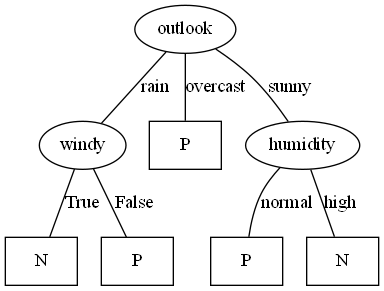 outlook
rain overcast sunny
windy P humidity
True False normal high
N P P N